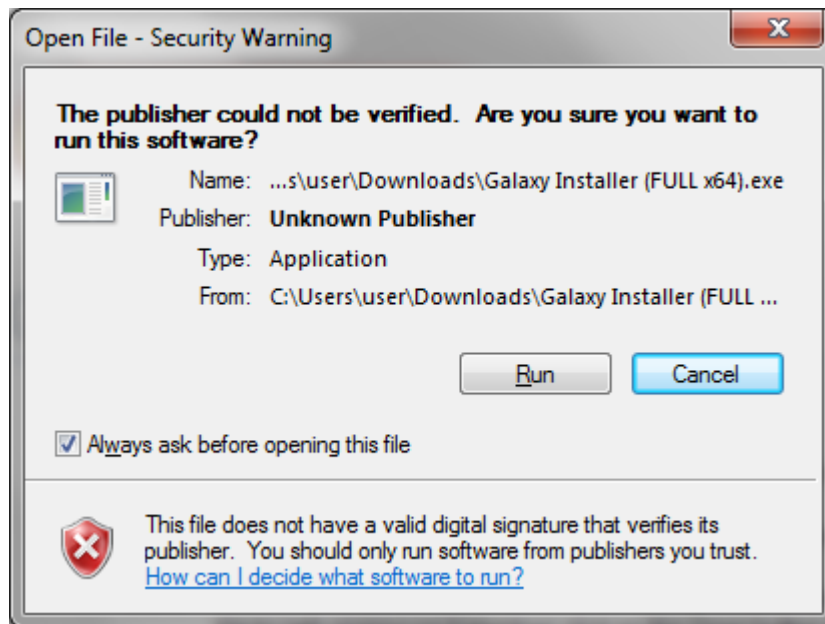 Open File - Security Warning
The publisher could not be verified. Are you sure you want to
run this software?
Name: ...s\user\Downloads\Galaxy Installer (FULL x64).exe
Publisher: Unknown Publisher
Type: Application
From: C:\Users\user\Downloads\Galaxy Installer (FULL ...
Run Cancel
Always ask before opening this file
This file does not have a valid digital signature that verifies its
publisher. You should only run software from publishers you trust.
How can I decide what software to run?